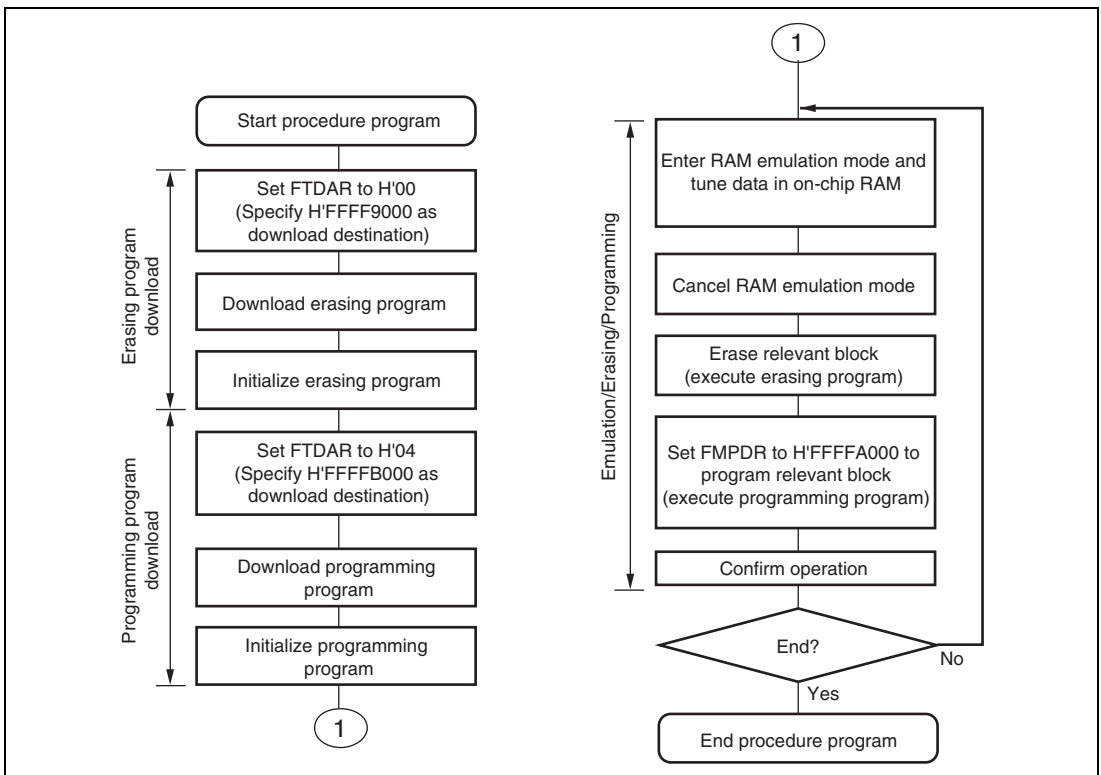 Start procedure program
Erasing program
download
Set FTDAR to H'00
(Specify H'FFFF9000 as
download destination)
Download erasing program
Initialize erasing program
Programming program
download
Set FTDAR to H'04
(Specify H'FFFFB000 as
download destination)
Download programming
program
Initialize programming
program
1
1
Emulation/Erasing/Programming
Enter RAM emulation mode and
tune data in on-chip RAM
Cancel RAM emulation mode
Erase relevant block
(execute erasing program)
Set FMPDR to H'FFFFA000 to
program relevant block
(execute programming program)
Confirm operation
End?
No
Yes
End procedure program